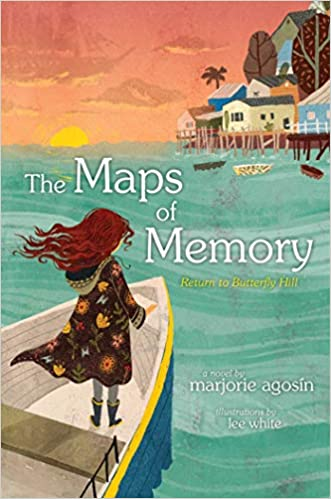 The Maps
of
Memory
Return to Butterfly Hill
a novel by
marjorie agosín
illustrations by
lee white